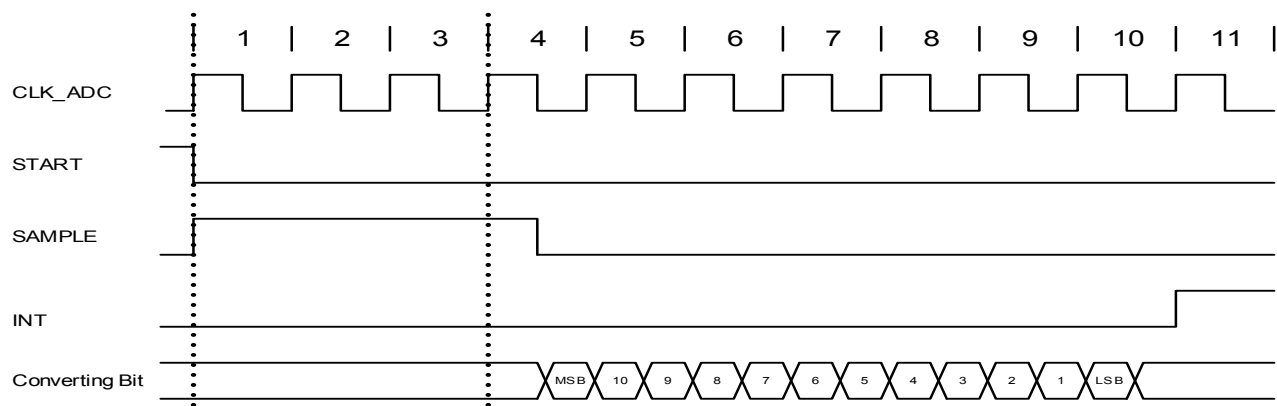 1 2 3 4 5 6 7 8 9 10 11
CLK_ADC
START
SAMPLE
INT
Converting Bit MSB 10 9 8 7 6 5 4 3 2 1 LSB